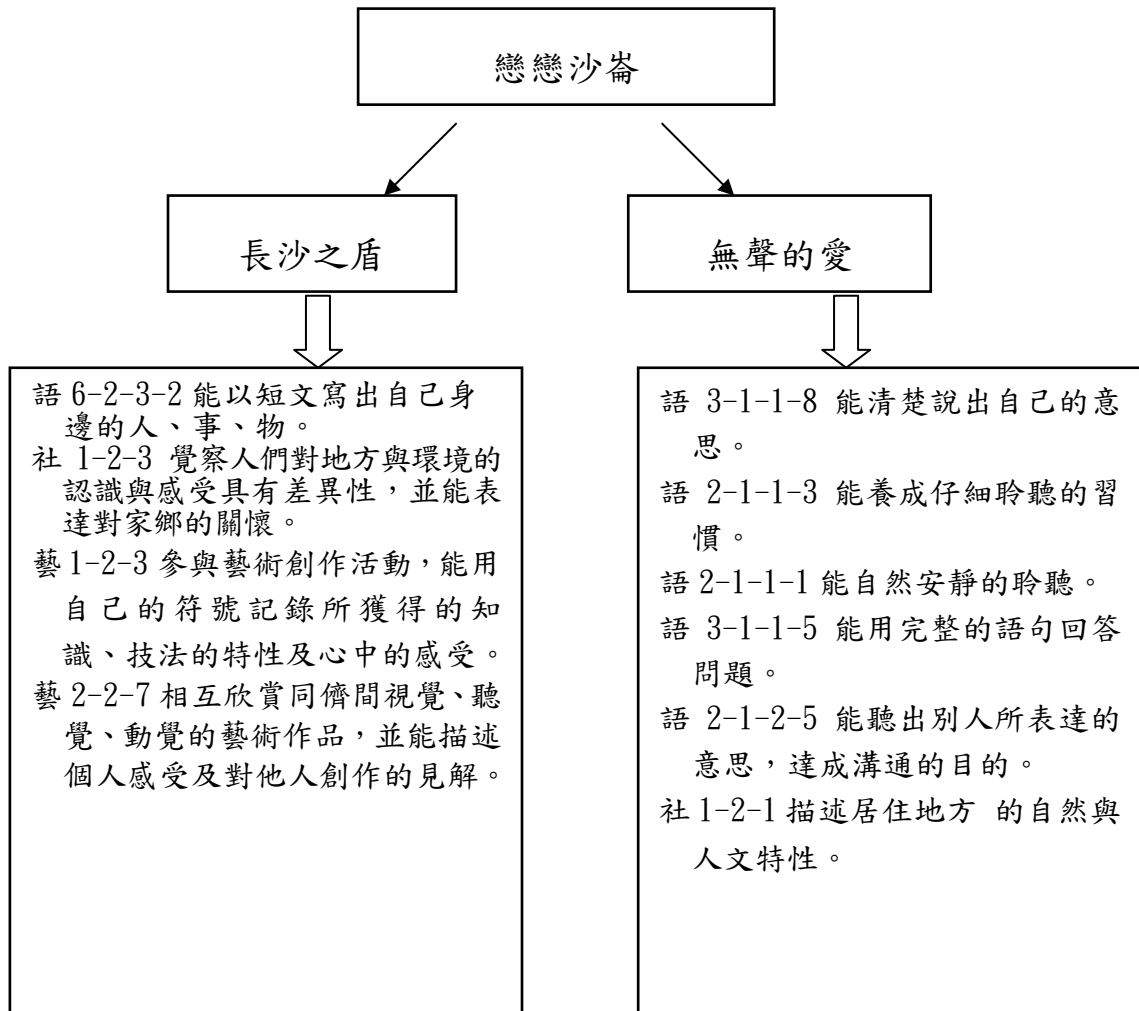 戀戀沙崙
長沙之盾
無聲的愛
語 6-2-3-2 能以短文寫出自己身
邊的人、事、物。
社 1-2-3 覺察人們對地方與環境的
認識與感受具有差異性，並能表
達對家鄉的關懷。
藝 1-2-3 參與藝術創作活動，能用
自己的符號記錄所獲得的知
識、技法的特性及心中的感受。
藝 2-2-7 相互欣賞同儕間視覺、聽
覺、動覺的藝術作品，並能描述
個人感受及對他人創作的見解。
語 3-1-1-8 能清楚說出自己的意
思。
語 2-1-1-3 能養成仔細聆聽的習
慣。
語 2-1-1-1 能自然安靜的聆聽。
語 3-1-1-5 能用完整的語句回答
問題。
語 2-1-2-5 能聽出別人所表達的
意思，達成溝通的目的。
社 1-2-1 描述居住地方 的自然與
人文特性。